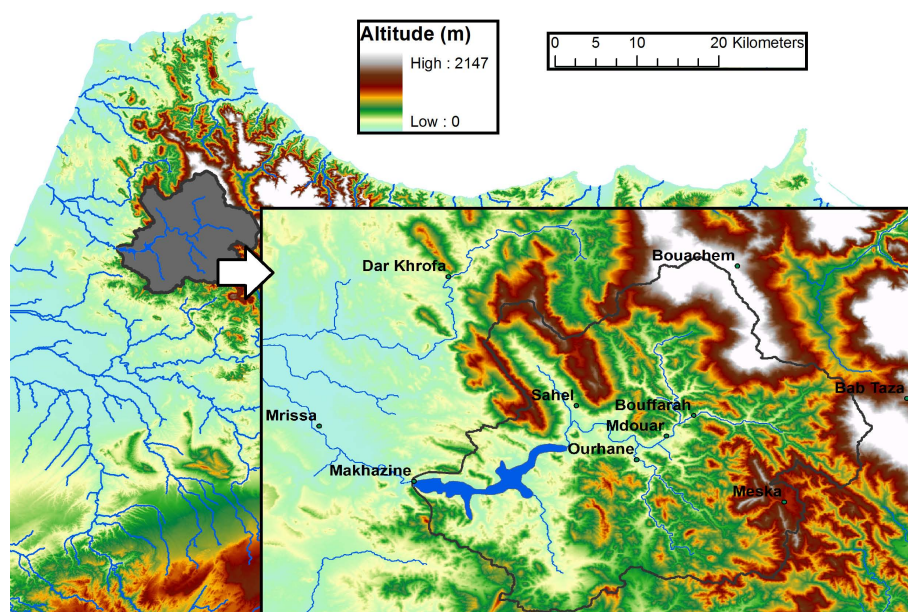 Altitude (m)
High : 2147
Low : 0
0 5 10 20 Kilometers
Dar Khrofa
Bouachem
Bab Taza
Sahel
Bouffarah
Mrissa
Mdouar
Ourhane
Makhazine
Meska